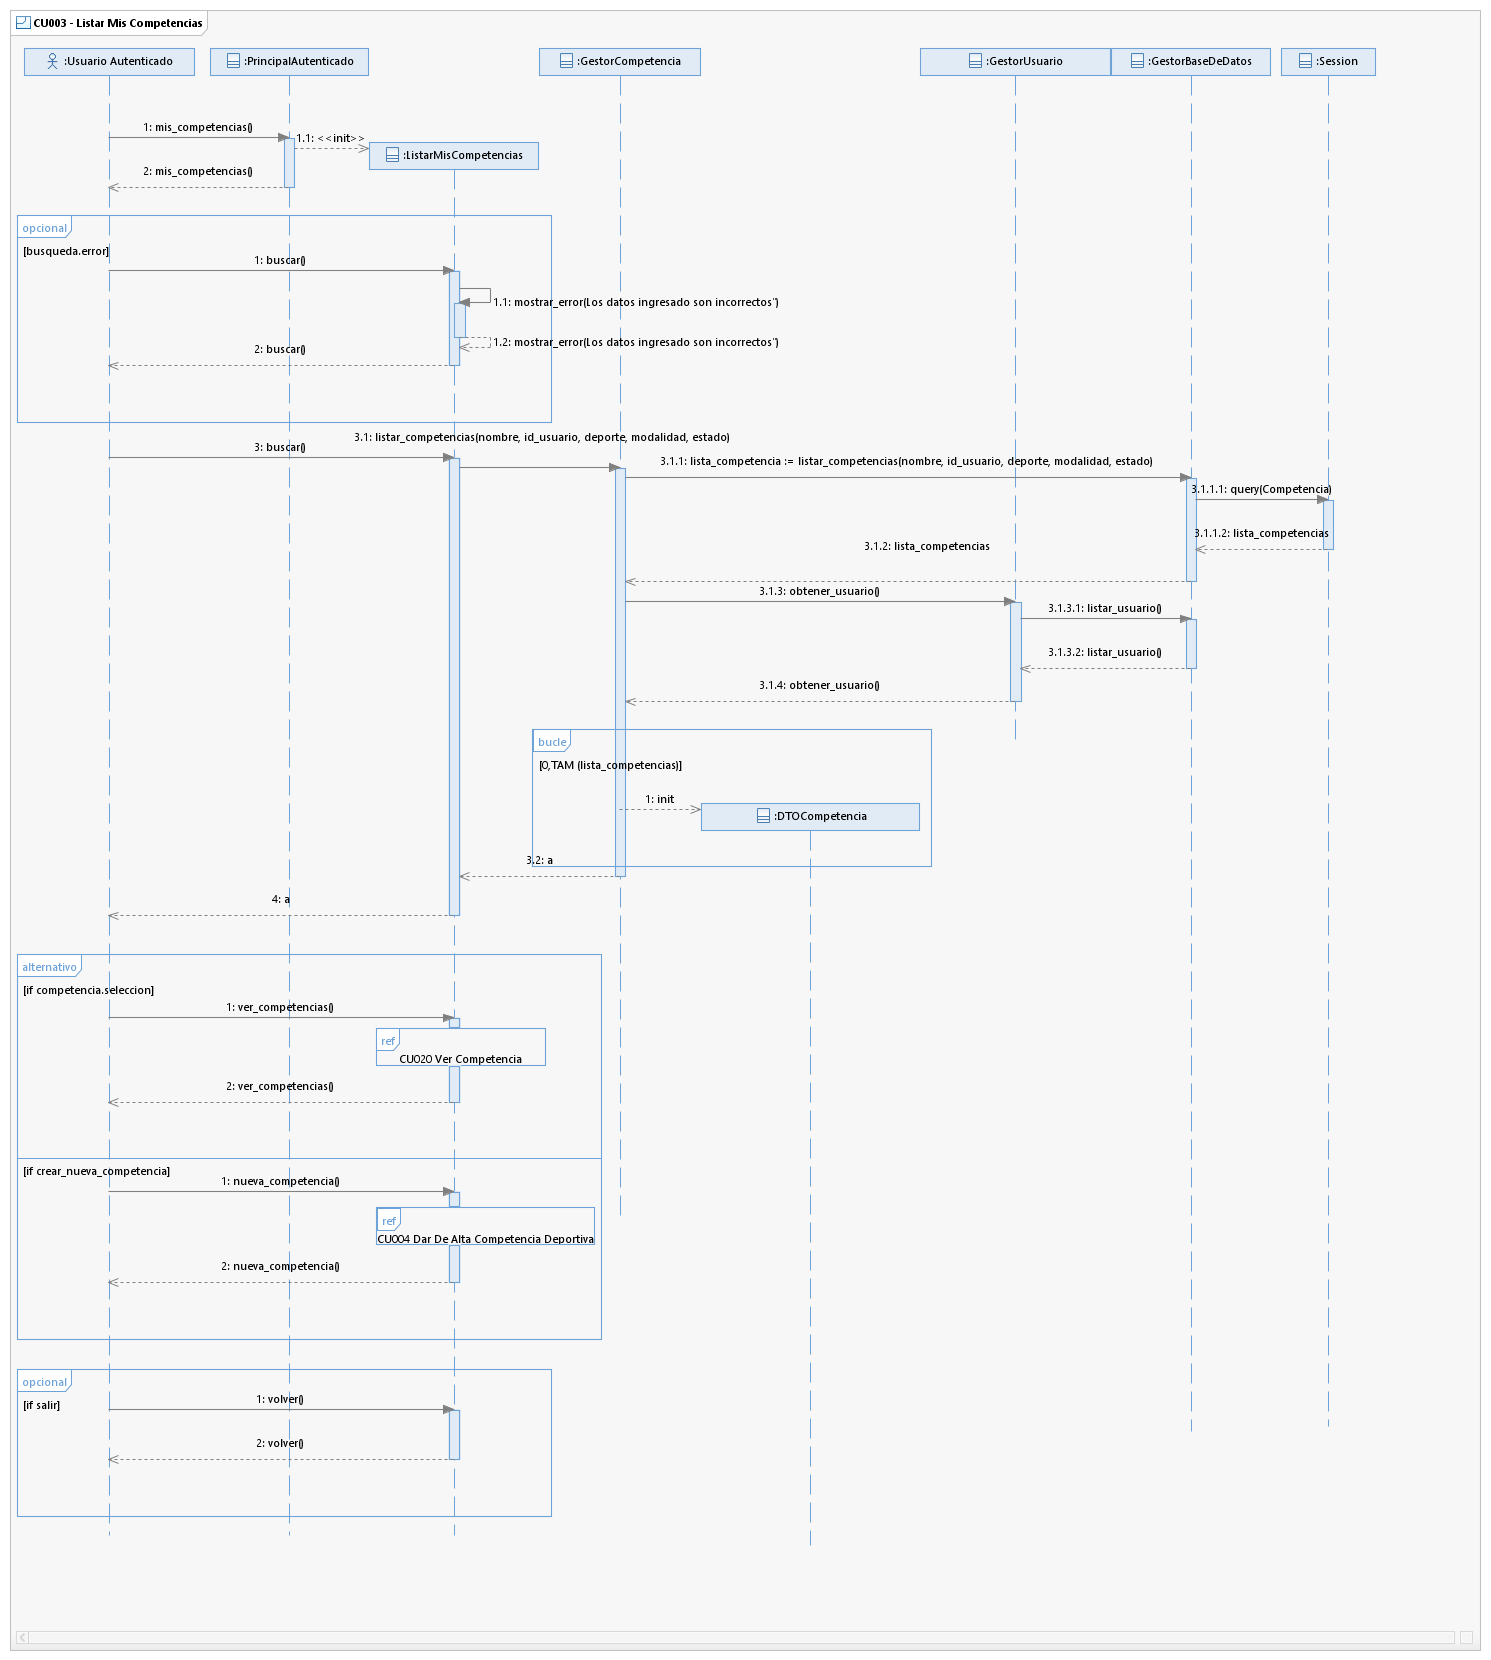 CU003 - Listar Mis Competencias
:Usuario Autenticado
:PrincipalAutenticado
:GestorCompetencia
:GestorUsuario
:GestorBaseDeDatos
:Session
1: mis_competencias()
1.1: <<init>>
:ListarMisCompetencias
2: mis_competencias()
opcional
[busqueda.error]
1: buscar()
1.1: mostrar_error(Los datos ingresado son incorrectos")
1.2: mostrar_error(Los datos ingresado son incorrectos")
2: buscar()
3.1: listar_competencias(nombre, id_usuario, deporte, modalidad, estado)
3: buscar()
3.1.1: lista_competencia := listar_competencias(nombre, id_usuario, deporte, modalidad, estado)
3.1.1.1: query(Competencia)
3.1.1.2: lista_competencias
3.1.2: lista_competencias
3.1.3: obtener_usuario()
3.1.3.1: listar_usuario()
3.1.3.2: listar_usuario()
3.1.4: obtener_usuario()
bucle
[0,TAM (lista_competencias)]
1: init
:DTOCompetencia
3.2: a
4: a
alternativo
[if competencia.seleccion]
1: ver_competencias()
ref
CU020 Ver Competencia
2: ver_competencias()
[if crear_nueva_competencia]
1: nueva_competencia()
ref
CU004 Dar De Alta Competencia Deportiva
2: nueva_competencia()
opcional
[if salir]
1: volver()
2: volver()